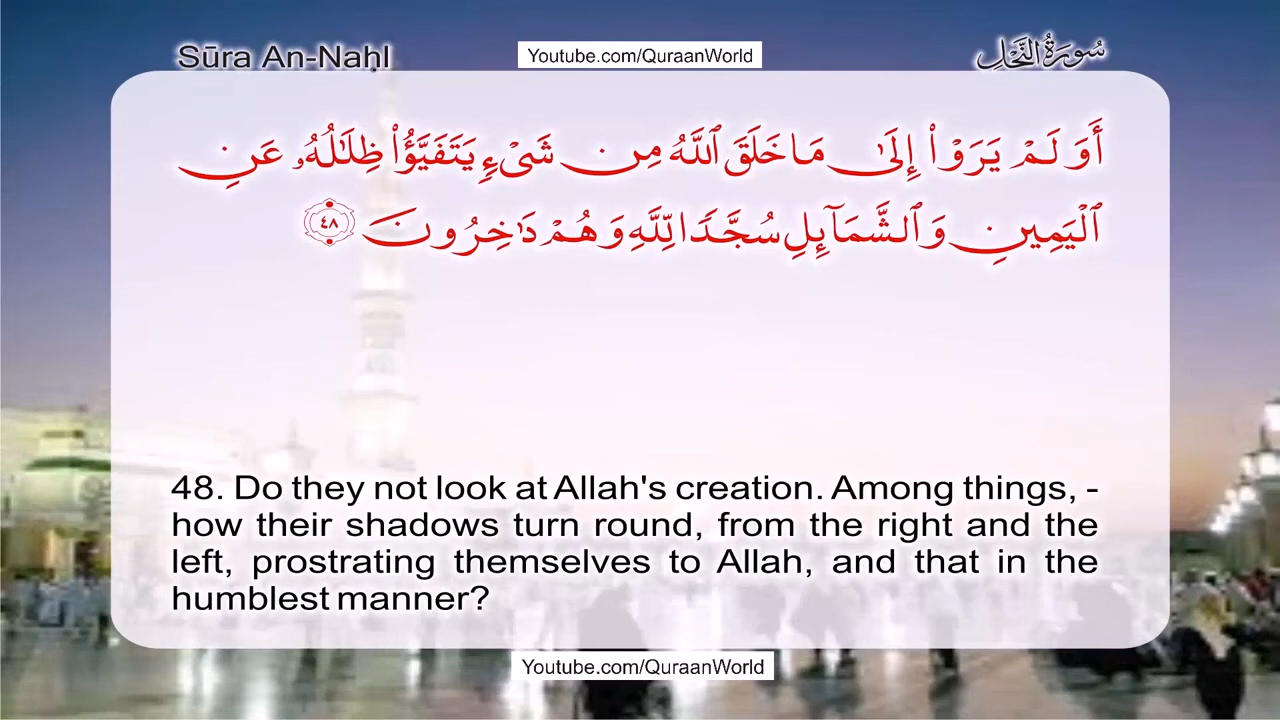 Sūra An-Naḥl
Youtube.com/QuraanWorld
سُورَةُ النَّحۡلِ
أَوَلَمۡ يَرَوۡاْ إِلَىٰ مَا خَلَقَ ٱللَّهُ مِن شَيۡءٖ يَتَفَيَّؤُاْ ظِلَٰلُهُۥ عَنِ
ٱلۡيَمِينِ وَٱلشَّمَآئِلِ سُجَّدٗا لِّلَّهِ وَهُمۡ دَٰخِرُونَ ٤٨
48. Do they not look at Allah's creation. Among things, -
how their shadows turn round, from the right and the
left, prostrating themselves to Allah, and that in the
humblest manner?
Youtube.com/QuraanWorld